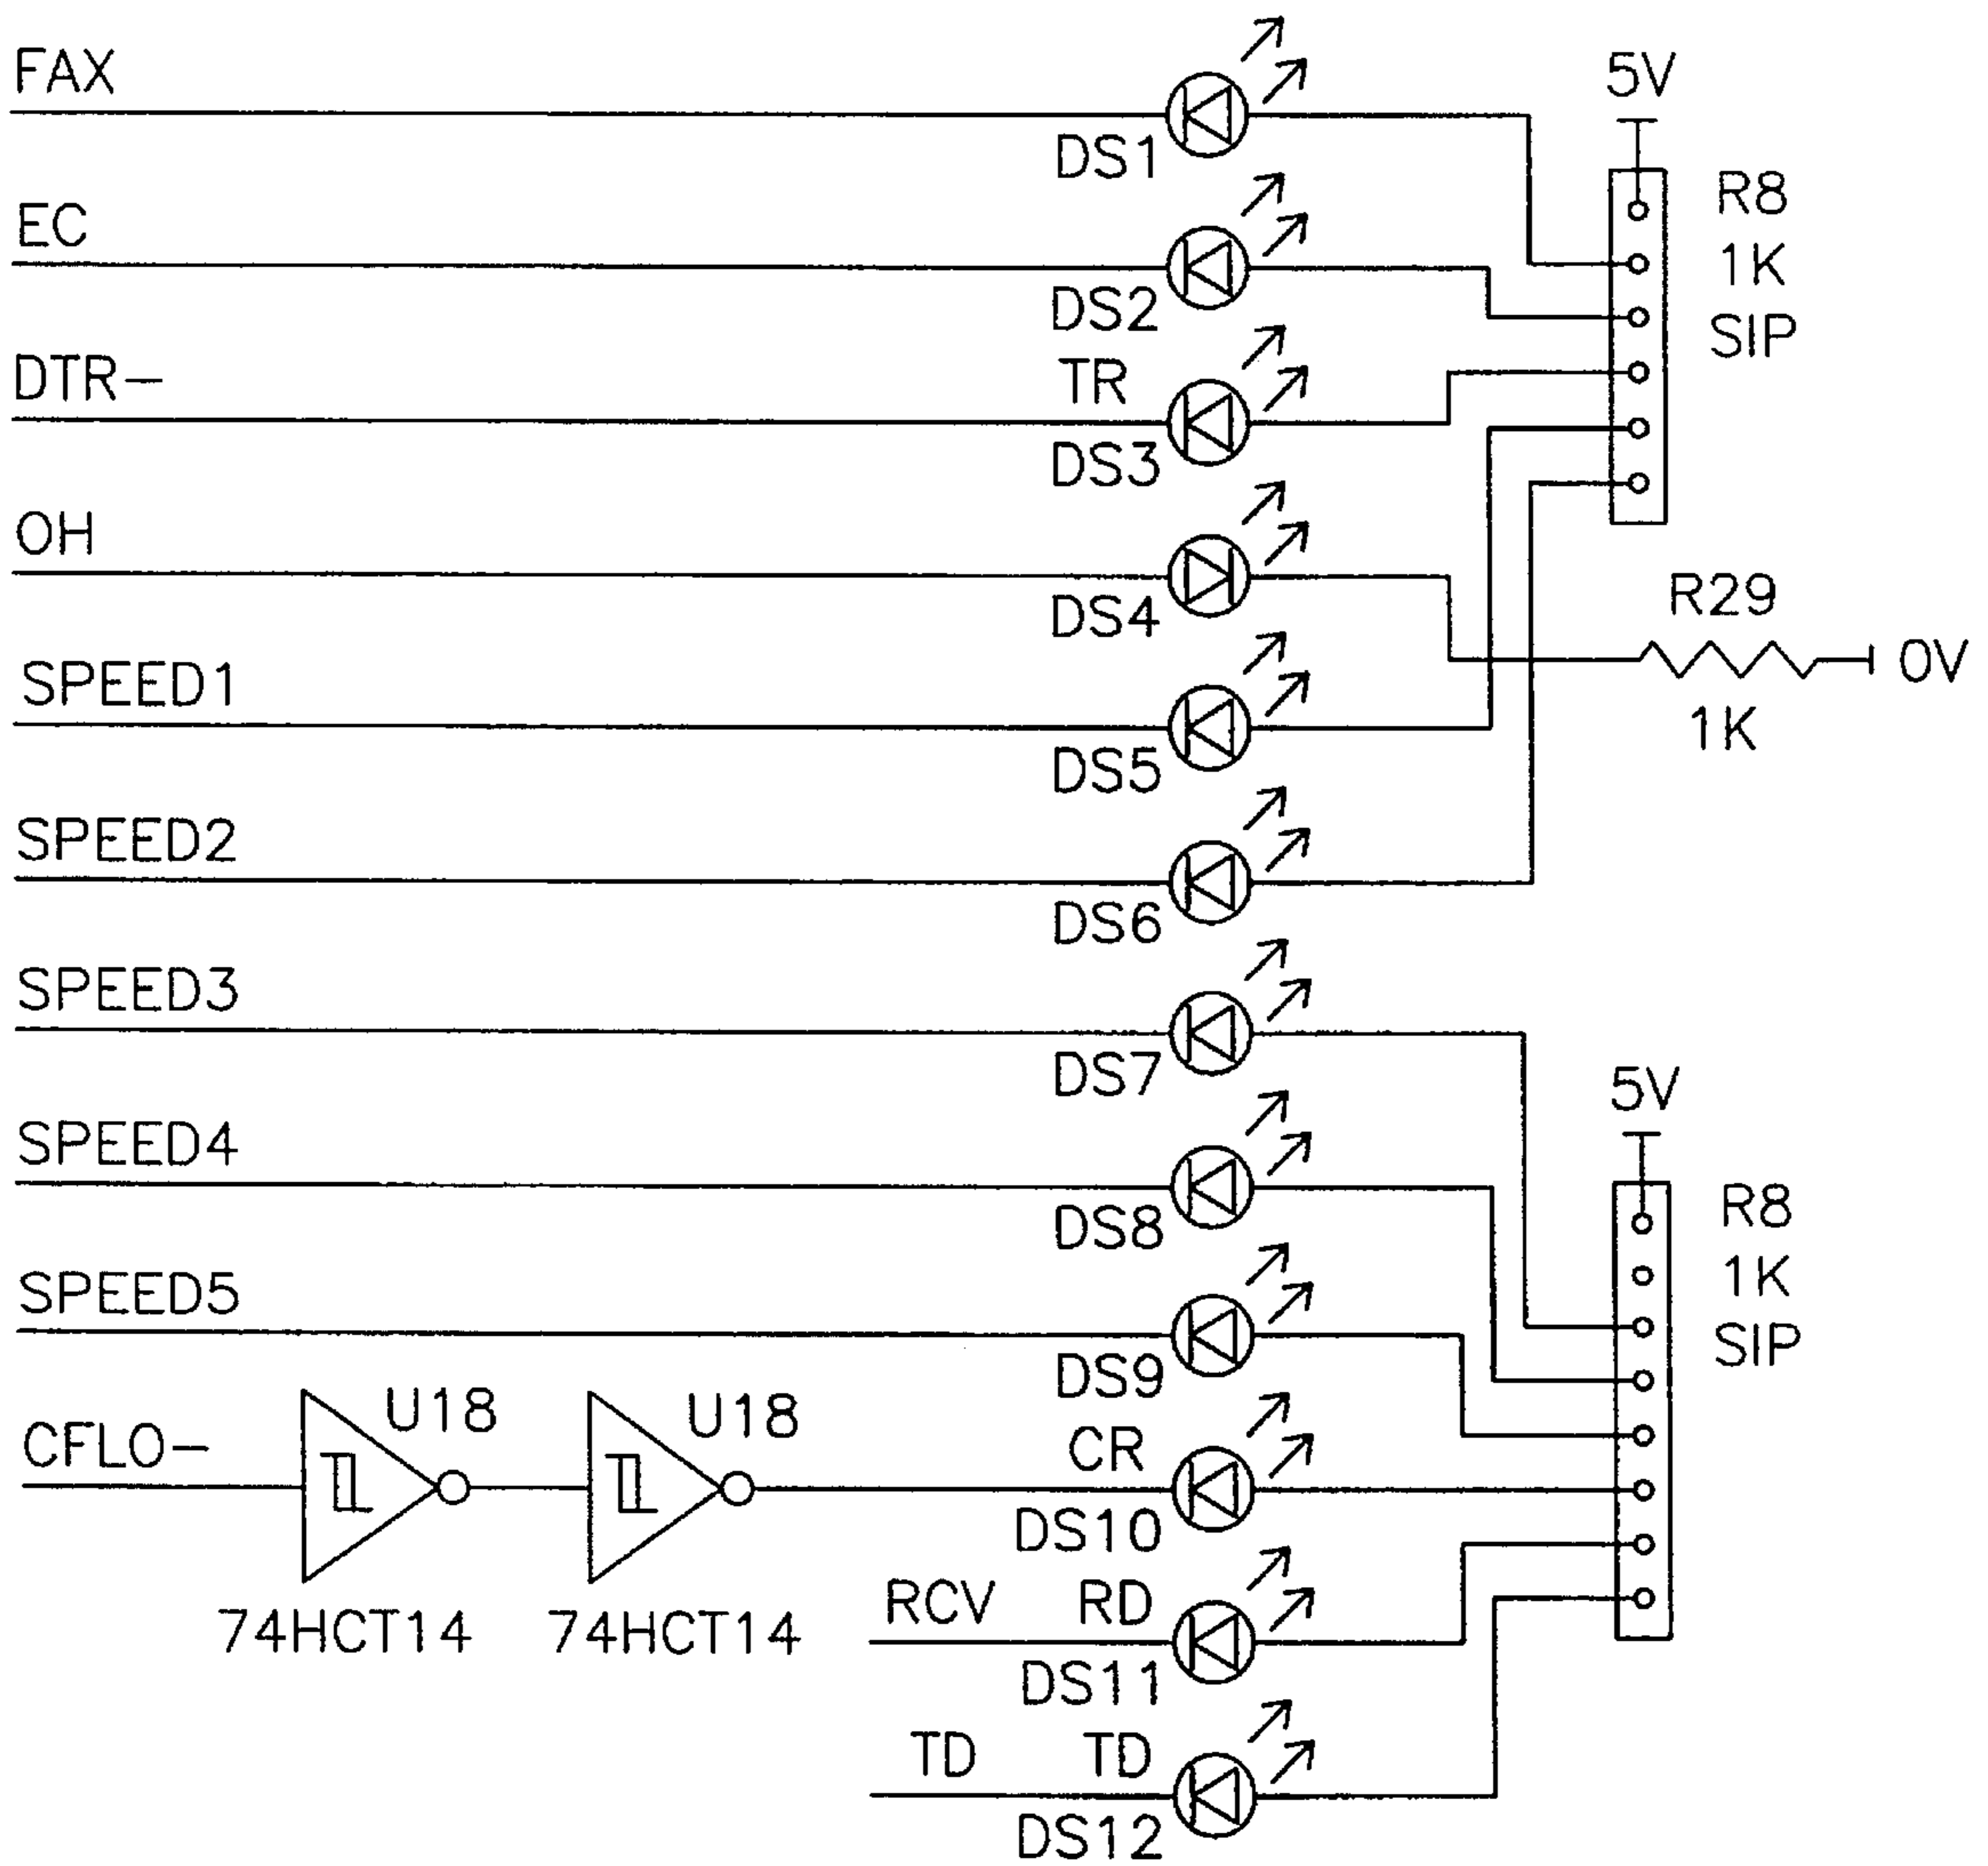 FAX
DS1
5V
R8
1K
SIP
EC
DS2
DTR-
TR
DS3
OH
DS4
R29
0V
1K
SPEED1
DS5
SPEED2
DS6
SPEED3
DS7
5V
R8
1K
SIP
SPEED4
DS8
SPEED5
DS9
CFLO-
U18
U18
CR
DS10
74HCT14
74HCT14
RCV
RD
DS11
TD
TD
DS12